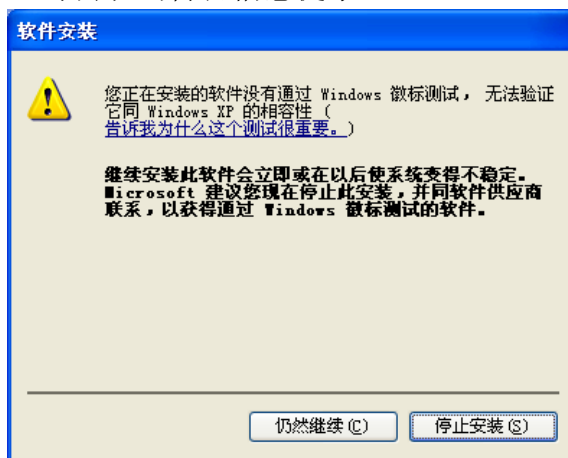 软件安装
您正在安装的软件没有通过 Windows 徽标测试， 无法验证
它同 Windows XP 的相容性（
告诉我为什么这个测试很重要。）
继续安装此软件会立即或在以后使系统变得不稳定。
Microsoft 建议您现在停止此安装，并同软件供应商
联系，以获得通过 Windows 徽标测试的软件。
仍然继续(C)
停止安装(S)